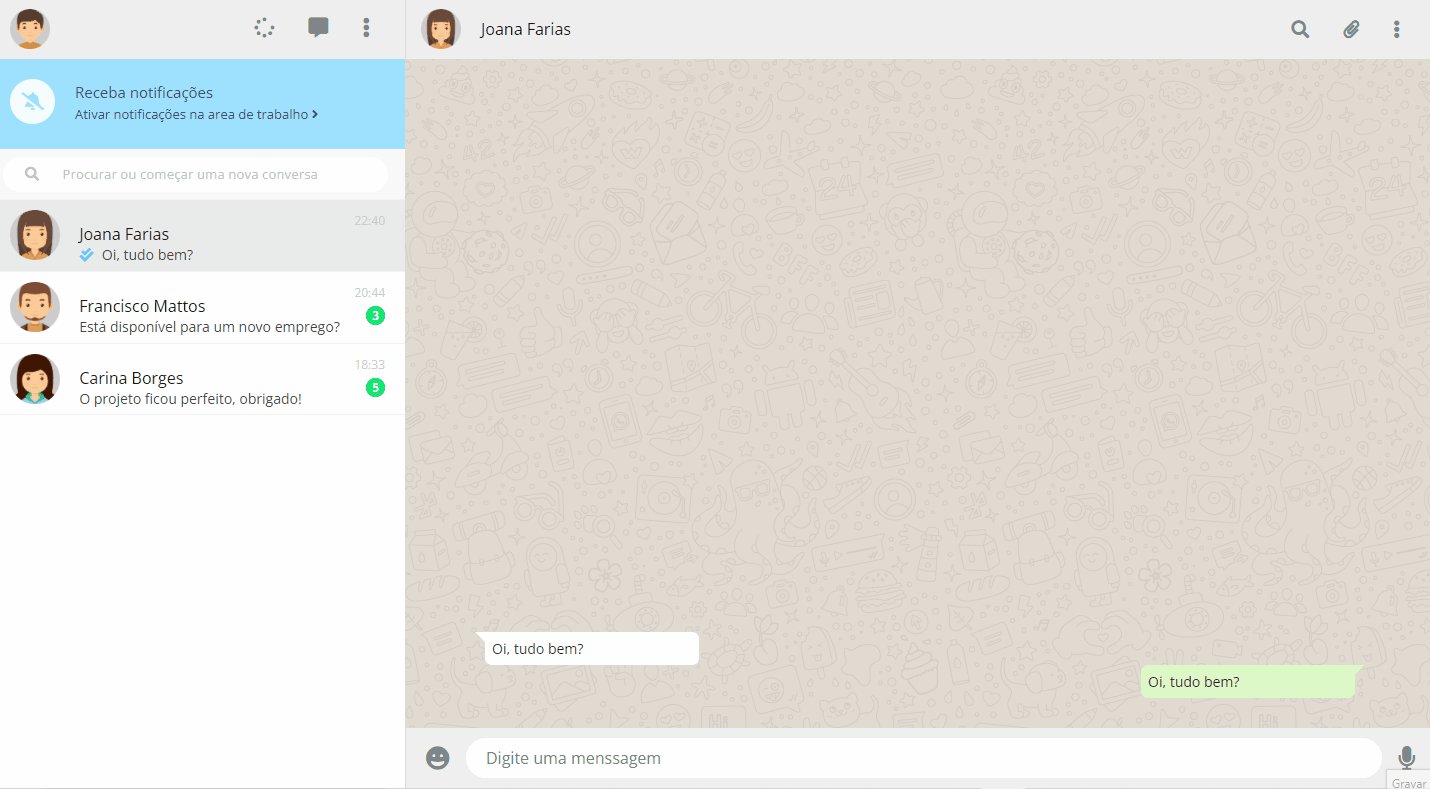 Joana Farias
Receba notificações
Ativar notificações na area de trabalho
Procurar ou começar uma nova conversa
22:40
Joana Farias
Oi, tudo bem?
20:44
Francisco Mattos
3
Está disponível para um novo emprego?
18:33
Carina Borges
5
O projeto ficou perfeito, obrigado!
Oi, tudo bem?
Oi, tudo bem?
Digite uma menssagem
Gravar